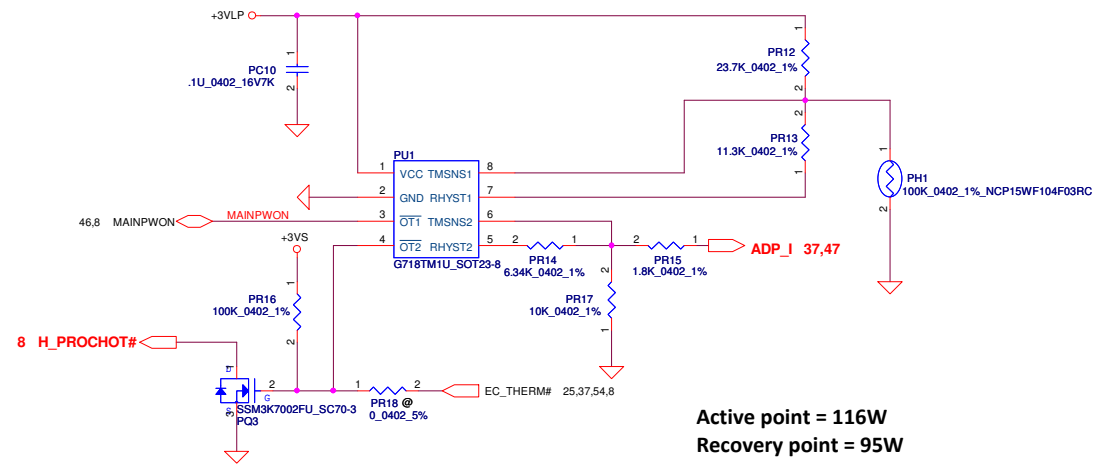 +3VLP
1
PC10
.1U_0402_16V7K
2
1
PR12
23.7K_0402_1%
2
2
PR13
11.3K_0402_1%
1
1
PH1
100K_0402_1%_NCP15WF104F03RC
2
PU1
1 VCC TMSNS1 8
2 GND RHYST1 7
3 OT1 TMSNS2 6
4 OT2 RHYST2 5
G718TM1U_SOT23-8
46,8 MAINPWON MAINPWON
+3VS
1
PR16
100K_0402_1%
2
2 PR14 1
6.34K_0402_1%
2 PR15 1
1.8K_0402_1%
ADP_I 37,47
2
PR17
10K_0402_1%
1
8 H_PROCHOT#
1
D
2
G
S
3
SSM3K7002FU_SC70-3
PQ3
1 2
PR18 @
0_0402_5%
EC_THERM# 25,37,54,8
Active point = 116W
Recovery point = 95W